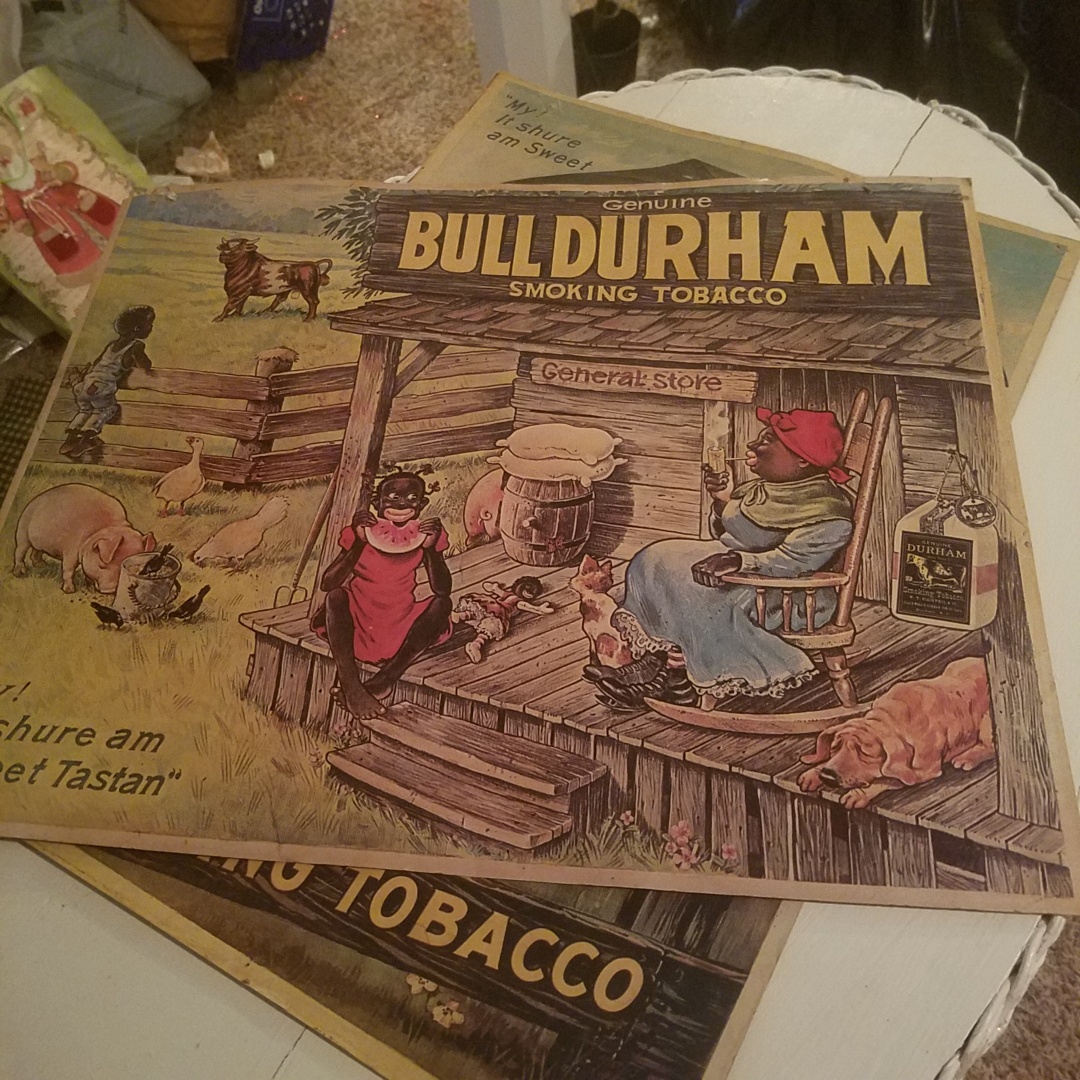 "My!
It shure
am Sweet
Genuine
BULL DURHAM
SMOKING TOBACCO
General Store
GENUINE
DURHAM
Smoking Tobacco
y!
shure am
eet Tastan"
ING TOBACCO